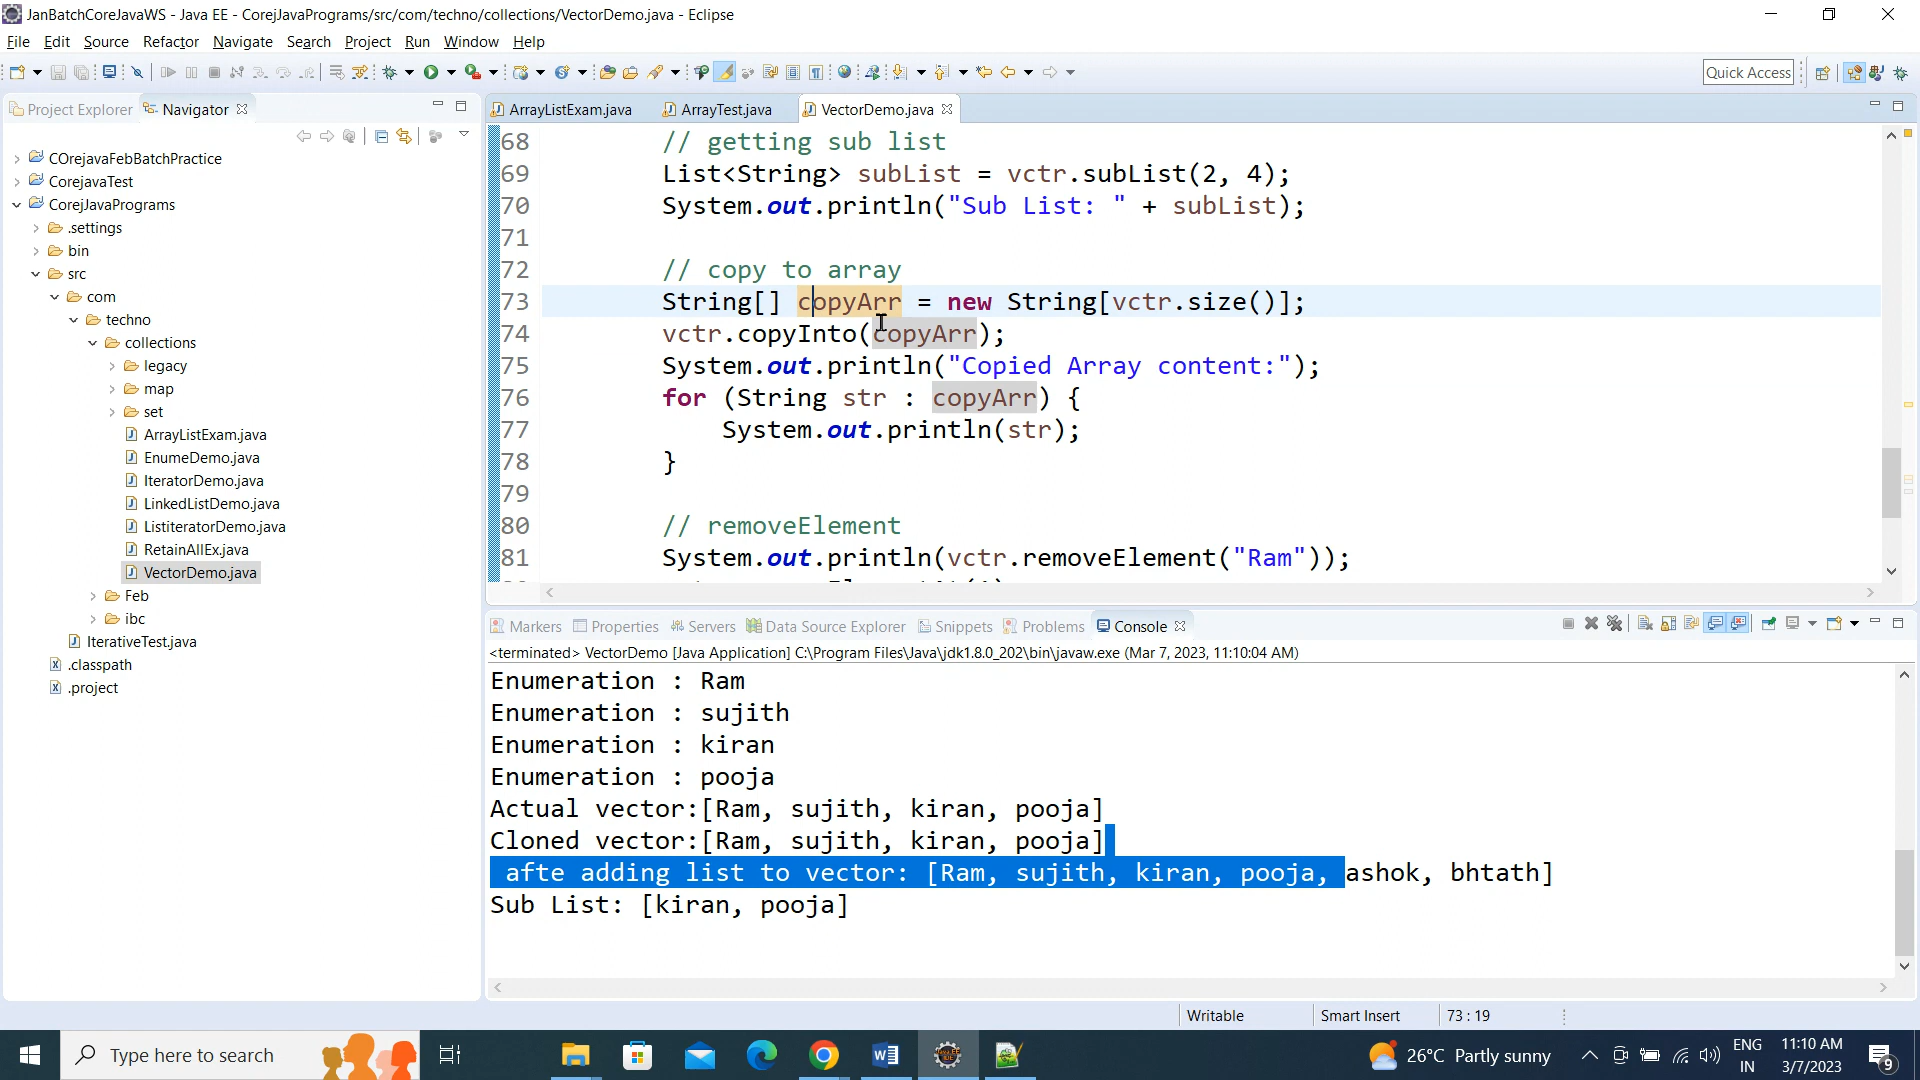 JanBatchCoreJavaWS - Java EE - CorejJavaPrograms/src/com/techno/collections/VectorDemo.java - Eclipse
File Edit Source Refactor Navigate Search Project Run Window Help
Quick Access
Project Explorer Navigator
COrejavaFebBatchPractice
CorejavaTest
CorejJavaPrograms
.settings
bin
src
com
techno
collections
legacy
map
set
ArrayListExam.java
EnumeDemo.java
IteratorDemo.java
LinkedListDemo.java
ListiteratorDemo.java
RetainAllEx.java
VectorDemo.java
Feb
ibc
IterativeTest.java
.classpath
.project
ArrayListExam.java ArrayTest.java VectorDemo.java
68 // getting sub list
69 List<String> subList = vctr.subList(2, 4);
70 System.out.println("Sub List: " + subList);
71
72 // copy to array
73 String[] copyArr = new String[vctr.size()];
74 vctr.copyInto(copyArr);
75 System.out.println("Copied Array content:");
76 for (String str : copyArr) {
77 System.out.println(str);
78 }
79
80 // removeElement
81 System.out.println(vctr.removeElement("Ram"));
Markers Properties Servers Data Source Explorer Snippets Problems Console
<terminated> VectorDemo [Java Application] C:\Program Files\Java\jdk1.8.0_202\bin\javaw.exe (Mar 7, 2023, 11:10:04 AM)
Enumeration : Ram
Enumeration : sujith
Enumeration : kiran
Enumeration : pooja
Actual vector:[Ram, sujith, kiran, pooja]
Cloned vector:[Ram, sujith, kiran, pooja]
afte adding list to vector: [Ram, sujith, kiran, pooja, ashok, bhtath]
Sub List: [kiran, pooja]
Writable Smart Insert 73 : 19
Type here to search
26°C Partly sunny
ENG
IN
11:10 AM
3/7/2023
9